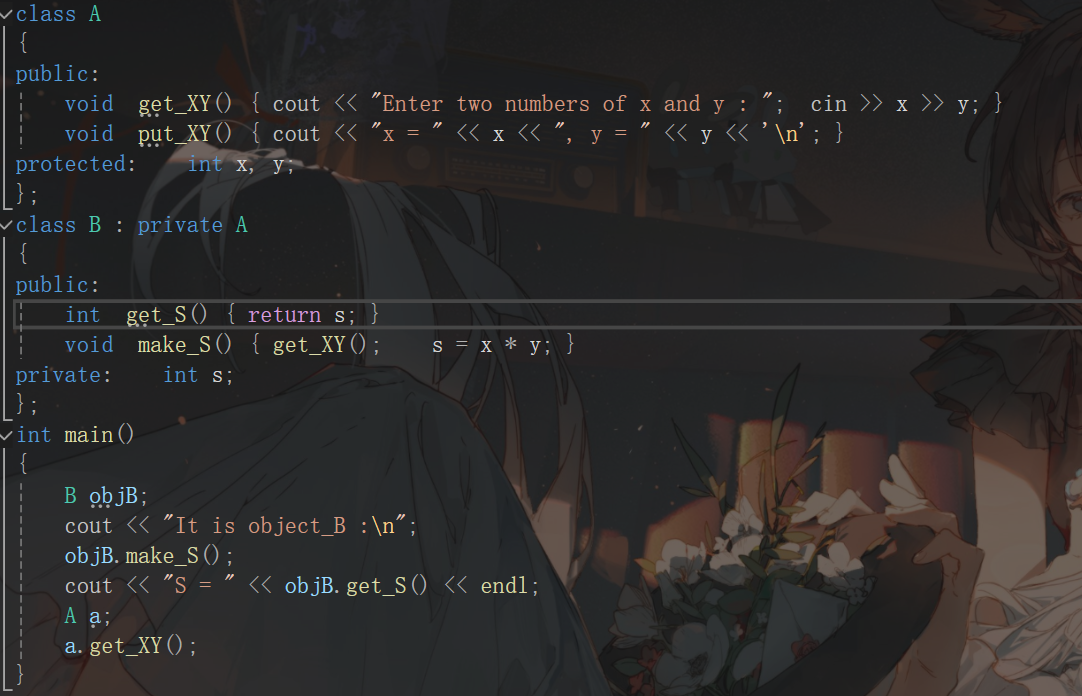 class A
{
public:
    void  get_XY() { cout << "Enter two numbers of x and y : ";  cin >> x >> y; }
    void  put_XY() { cout << "x = " << x << ", y = " << y << '\n'; }
protected:    int x, y;
};
class B : private A
{
public:
    int  get_S() { return s; }
    void  make_S() { get_XY();    s = x * y; }
private:    int s;
};
int main()
{
    B objB;
    cout << "It is object_B :\n";
    objB.make_S();
    cout << "S = " << objB.get_S() << endl;
    A a;
    a.get_XY();
}